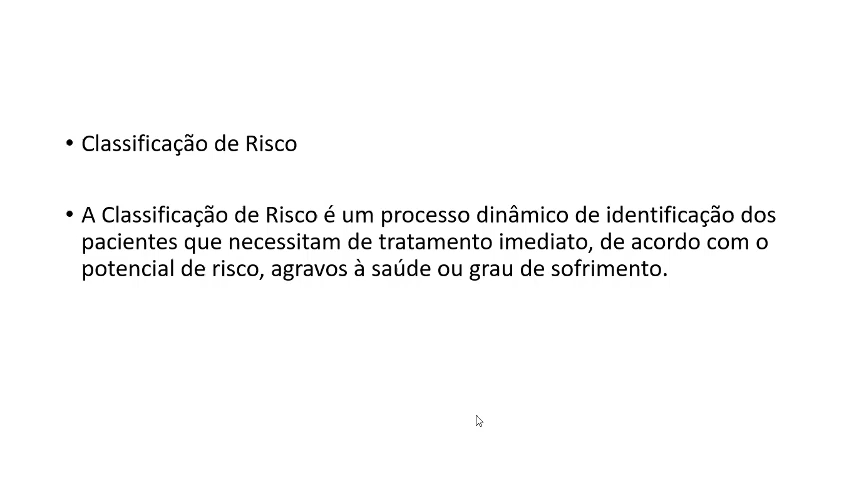 • Classificação de Risco
• A Classificação de Risco é um processo dinâmico de identificação dos
pacientes que necessitam de tratamento imediato, de acordo com o
potencial de risco, agravos à saúde ou grau de sofrimento.